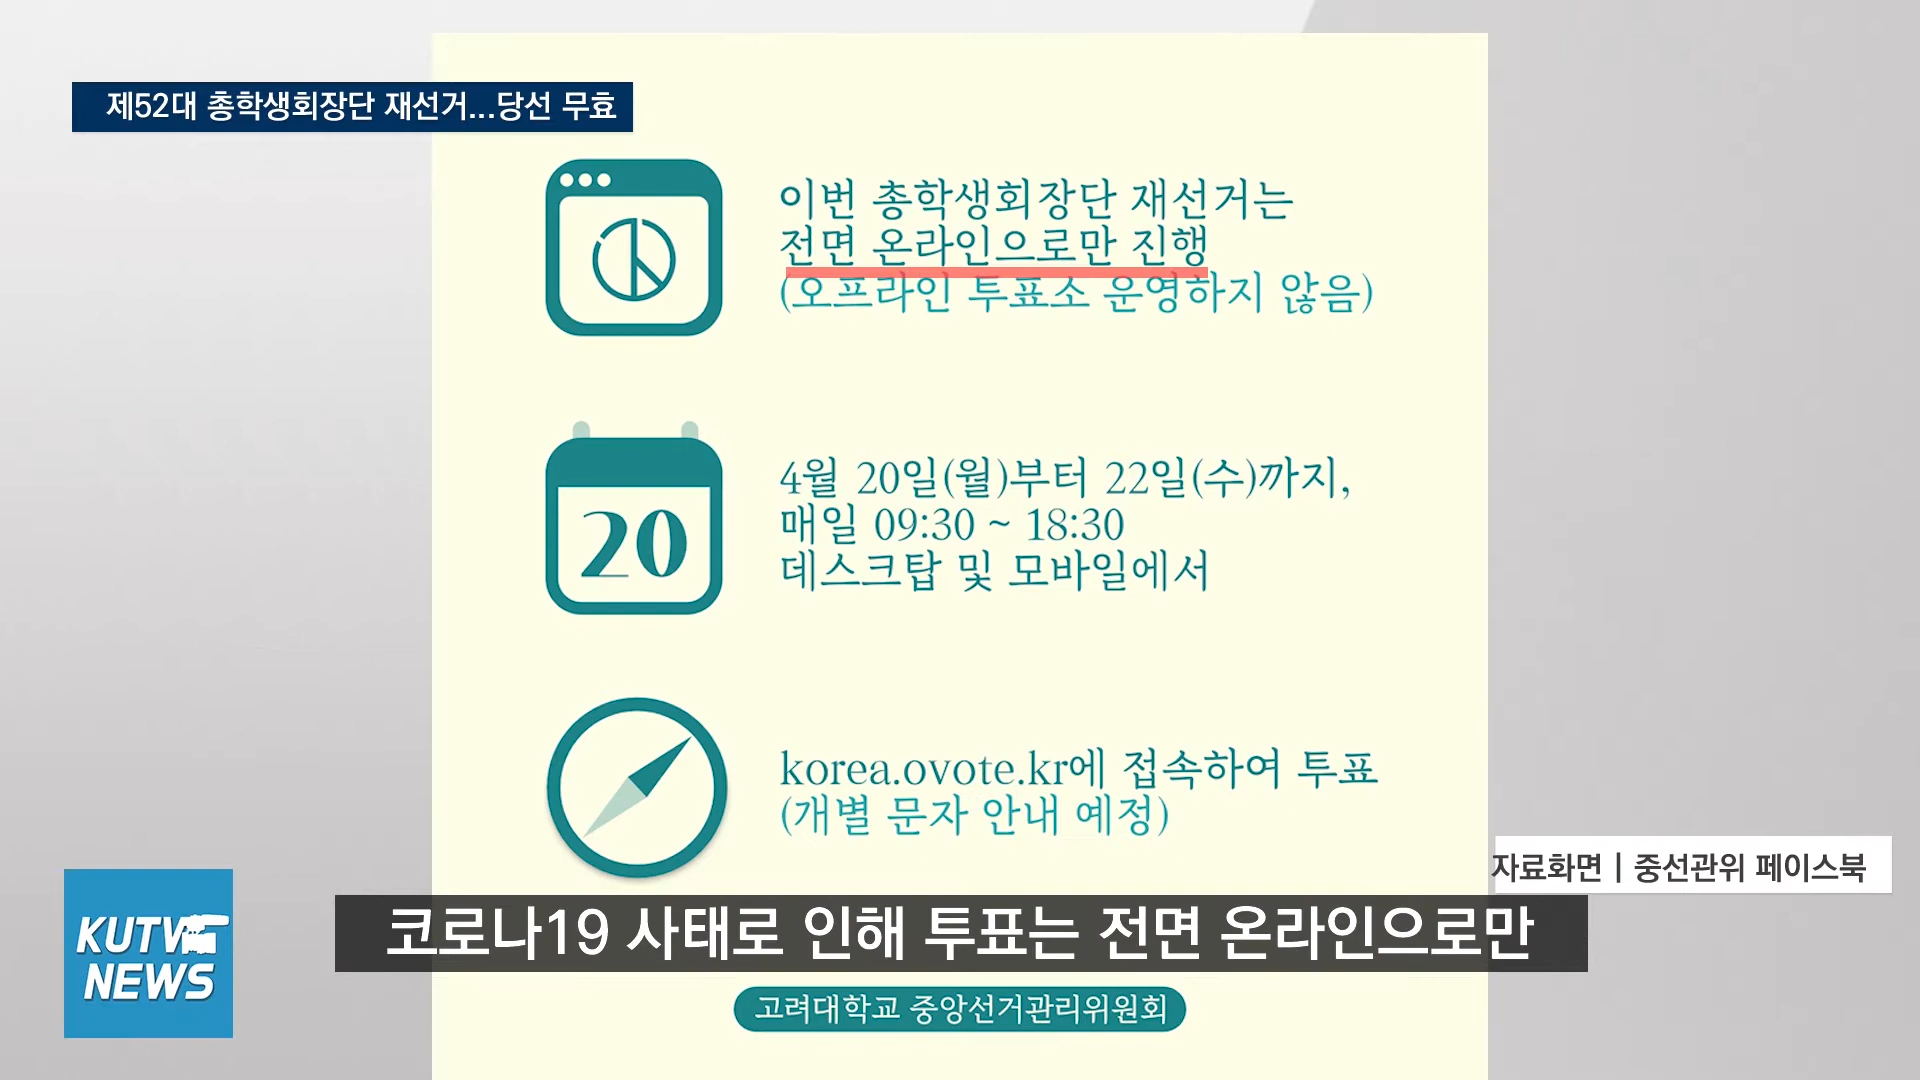 제52대 총학생회장단 재선거...당선 무효
이번 총학생회장단 재선거는
전면 온라인으로만 진행
(오프라인 투표소 운영하지 않음)
20
4월 20일(월)부터 22일(수)까지,
매일 09:30 ~ 18:30
데스크탑 및 모바일에서
korea.ovote.kr에 접속하여 투표
(개별 문자 안내 예정)
자료화면 | 중선관위 페이스북
코로나19 사태로 인해 투표는 전면 온라인으로만
KUTV
NEWS
고려대학교 중앙선거관리위원회